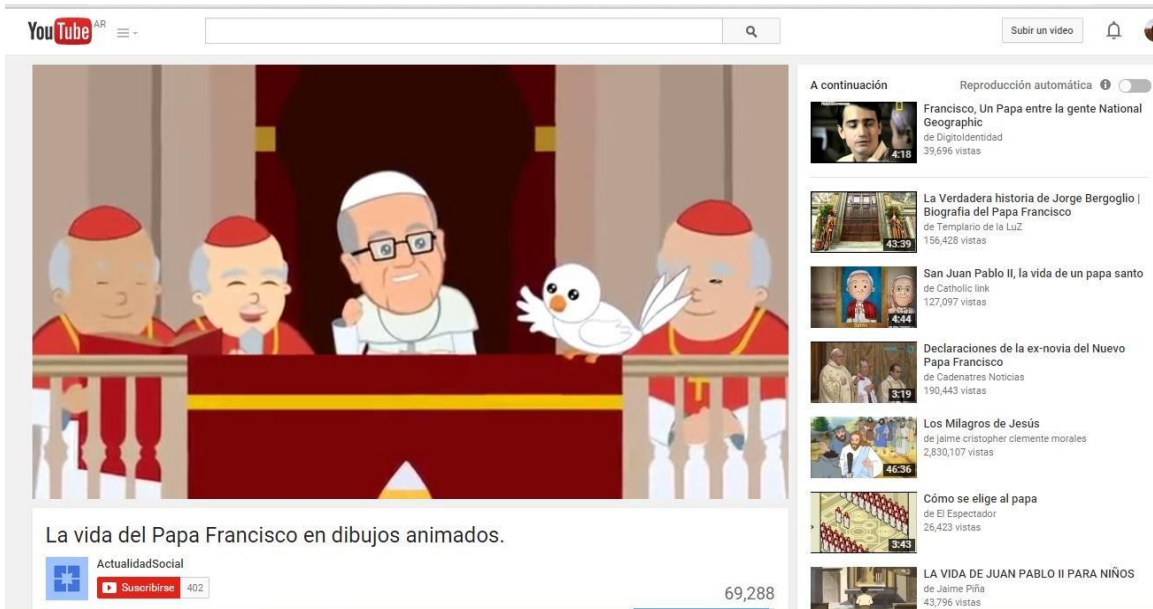 You Tube AR
Subir un video
La vida del Papa Francisco en dibujos animados.
ActualidadSocial
Suscribirse 402
69,288
A continuación
Reproducción automática
4:18
Francisco, Un Papa entre la gente National
Geographic
de DigitoIdentidad
39,696 vistas
43:39
La Verdadera historia de Jorge Bergoglio |
Biografia del Papa Francisco
de Templario de la LuZ
156,428 vistas
4:44
San Juan Pablo II, la vida de un papa santo
de Catholic link
127,097 vistas
3:19
Declaraciones de la ex-novia del Nuevo
Papa Francisco
de Cadenatres Noticias
190,443 vistas
46:36
Los Milagros de Jesús
de jaime cristopher clemente morales
2,830,107 vistas
3:43
Cómo se elige al papa
de El Espectador
26,423 vistas
LA VIDA DE JUAN PABLO II PARA NIÑOS
de Jaime Piña
43,796 vistas